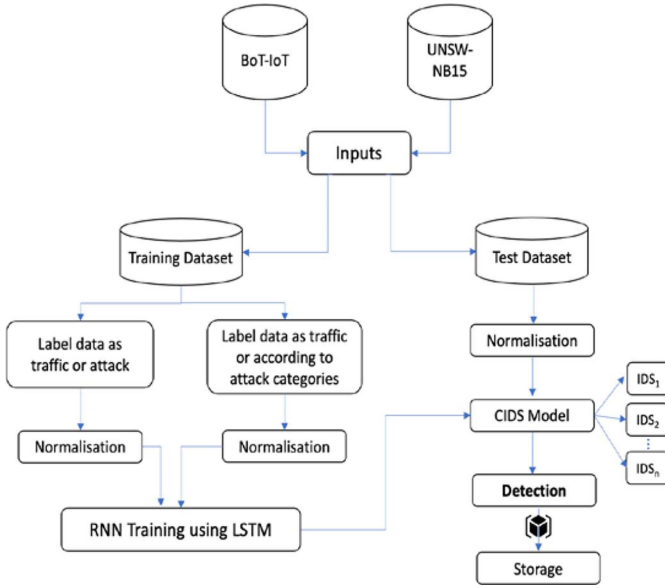 BoT-IoT
UNSW-
NB15
Inputs
Training Dataset
Test Dataset
Label data as
traffic or attack
Label data as traffic
or according to
attack categories
Normalisation
Normalisation
Normalisation
CIDS Model
IDS₁
IDS₂
IDSₙ
RNN Training using LSTM
Detection
Storage